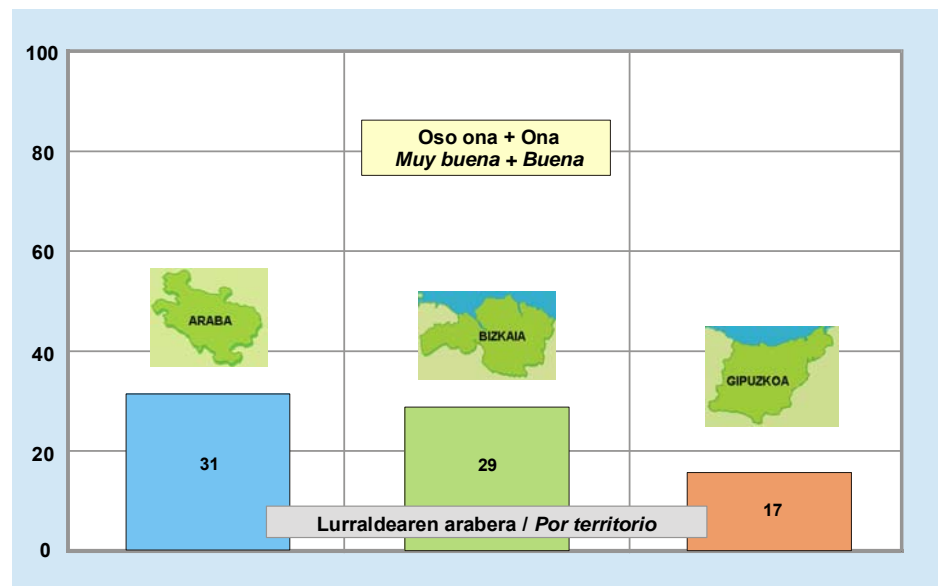 100
80
60
40
20
0
Oso ona + Ona
Muy buena + Buena
ARABA
BIZKAIA
GIPUZKOA
31
29
17
Lurraldearen arabera / Por territorio